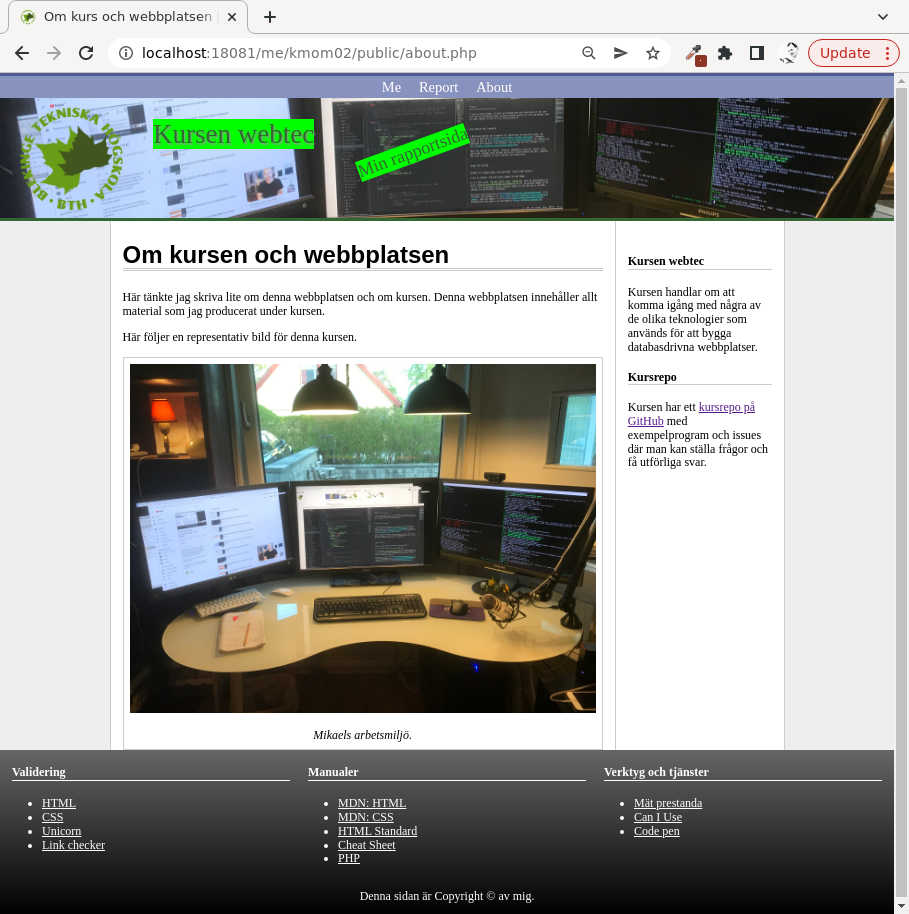 Om kurs och webbplatsen
localhost:18081/me/kmom02/public/about.php
Update
Me Report About
TEKNISKA HÖGSKOLA
BTH
Kursen webtec
Min rapportsida
PHILIPS
Om kursen och webbplatsen
Här tänkte jag skriva lite om denna webbplatsen och om kursen. Denna webbplatsen innehåller allt
material som jag producerat under kursen.
Här följer en representativ bild för denna kursen.
Mikaels arbetsmiljö.
Kursen webtec
Kursen handlar om att
komma igång med några av
de olika teknologier som
används för att bygga
databasdrivna webbplatser.
Kursrepo
Kursen har ett kursrepo på
GitHub med
exempelprogram och issues
där man kan ställa frågor och
få utförliga svar.
Validering
HTML
CSS
Unicorn
Link checker
Manualer
MDN: HTML
MDN: CSS
HTML Standard
Cheat Sheet
PHP
Verktyg och tjänster
Mät prestanda
Can I Use
Code pen
Denna sidan är Copyright © av mig.